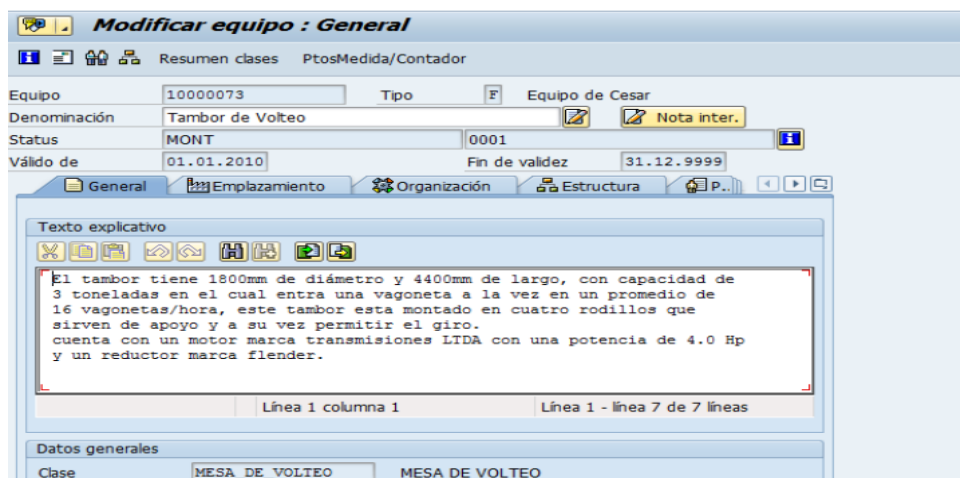 Modificar equipo : General
Resumen clases PtosMedida/Contador
Equipo 10000073 Tipo F Equipo de Cesar
Denominación Tambor de Volteo Nota inter.
Status MONT 0001
Válido de 01.01.2010 Fin de validez 31.12.9999
General Emplazamiento Organización Estructura P..
Texto explicativo
El tambor tiene 1800mm de diámetro y 4400mm de largo, con capacidad de
3 toneladas en el cual entra una vagoneta a la vez en un promedio de
16 vagonetas/hora, este tambor esta montado en cuatro rodillos que
sirven de apoyo y a su vez permitir el giro.
cuenta con un motor marca transmisiones LTDA con una potencia de 4.0 Hp
y un reductor marca flender.
Línea 1 columna 1 Línea 1 - línea 7 de 7 líneas
Datos generales
Clase MESA DE VOLTEO MESA DE VOLTEO